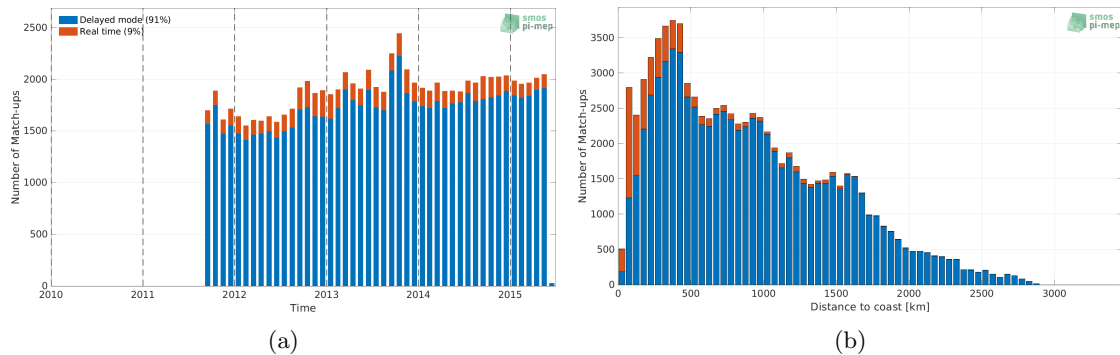 Delayed mode (91%)
Real time (9%)
smos
pi-mep
Number of Match-ups
2500
2000
1500
1000
500
0
2010
2011
2012
2013
2014
2015
Time
(a)
smos
pi-mep
Number of Match-ups
3500
3000
2500
2000
1500
1000
500
0
0
500
1000
1500
2000
2500
3000
Distance to coast [km]
(b)